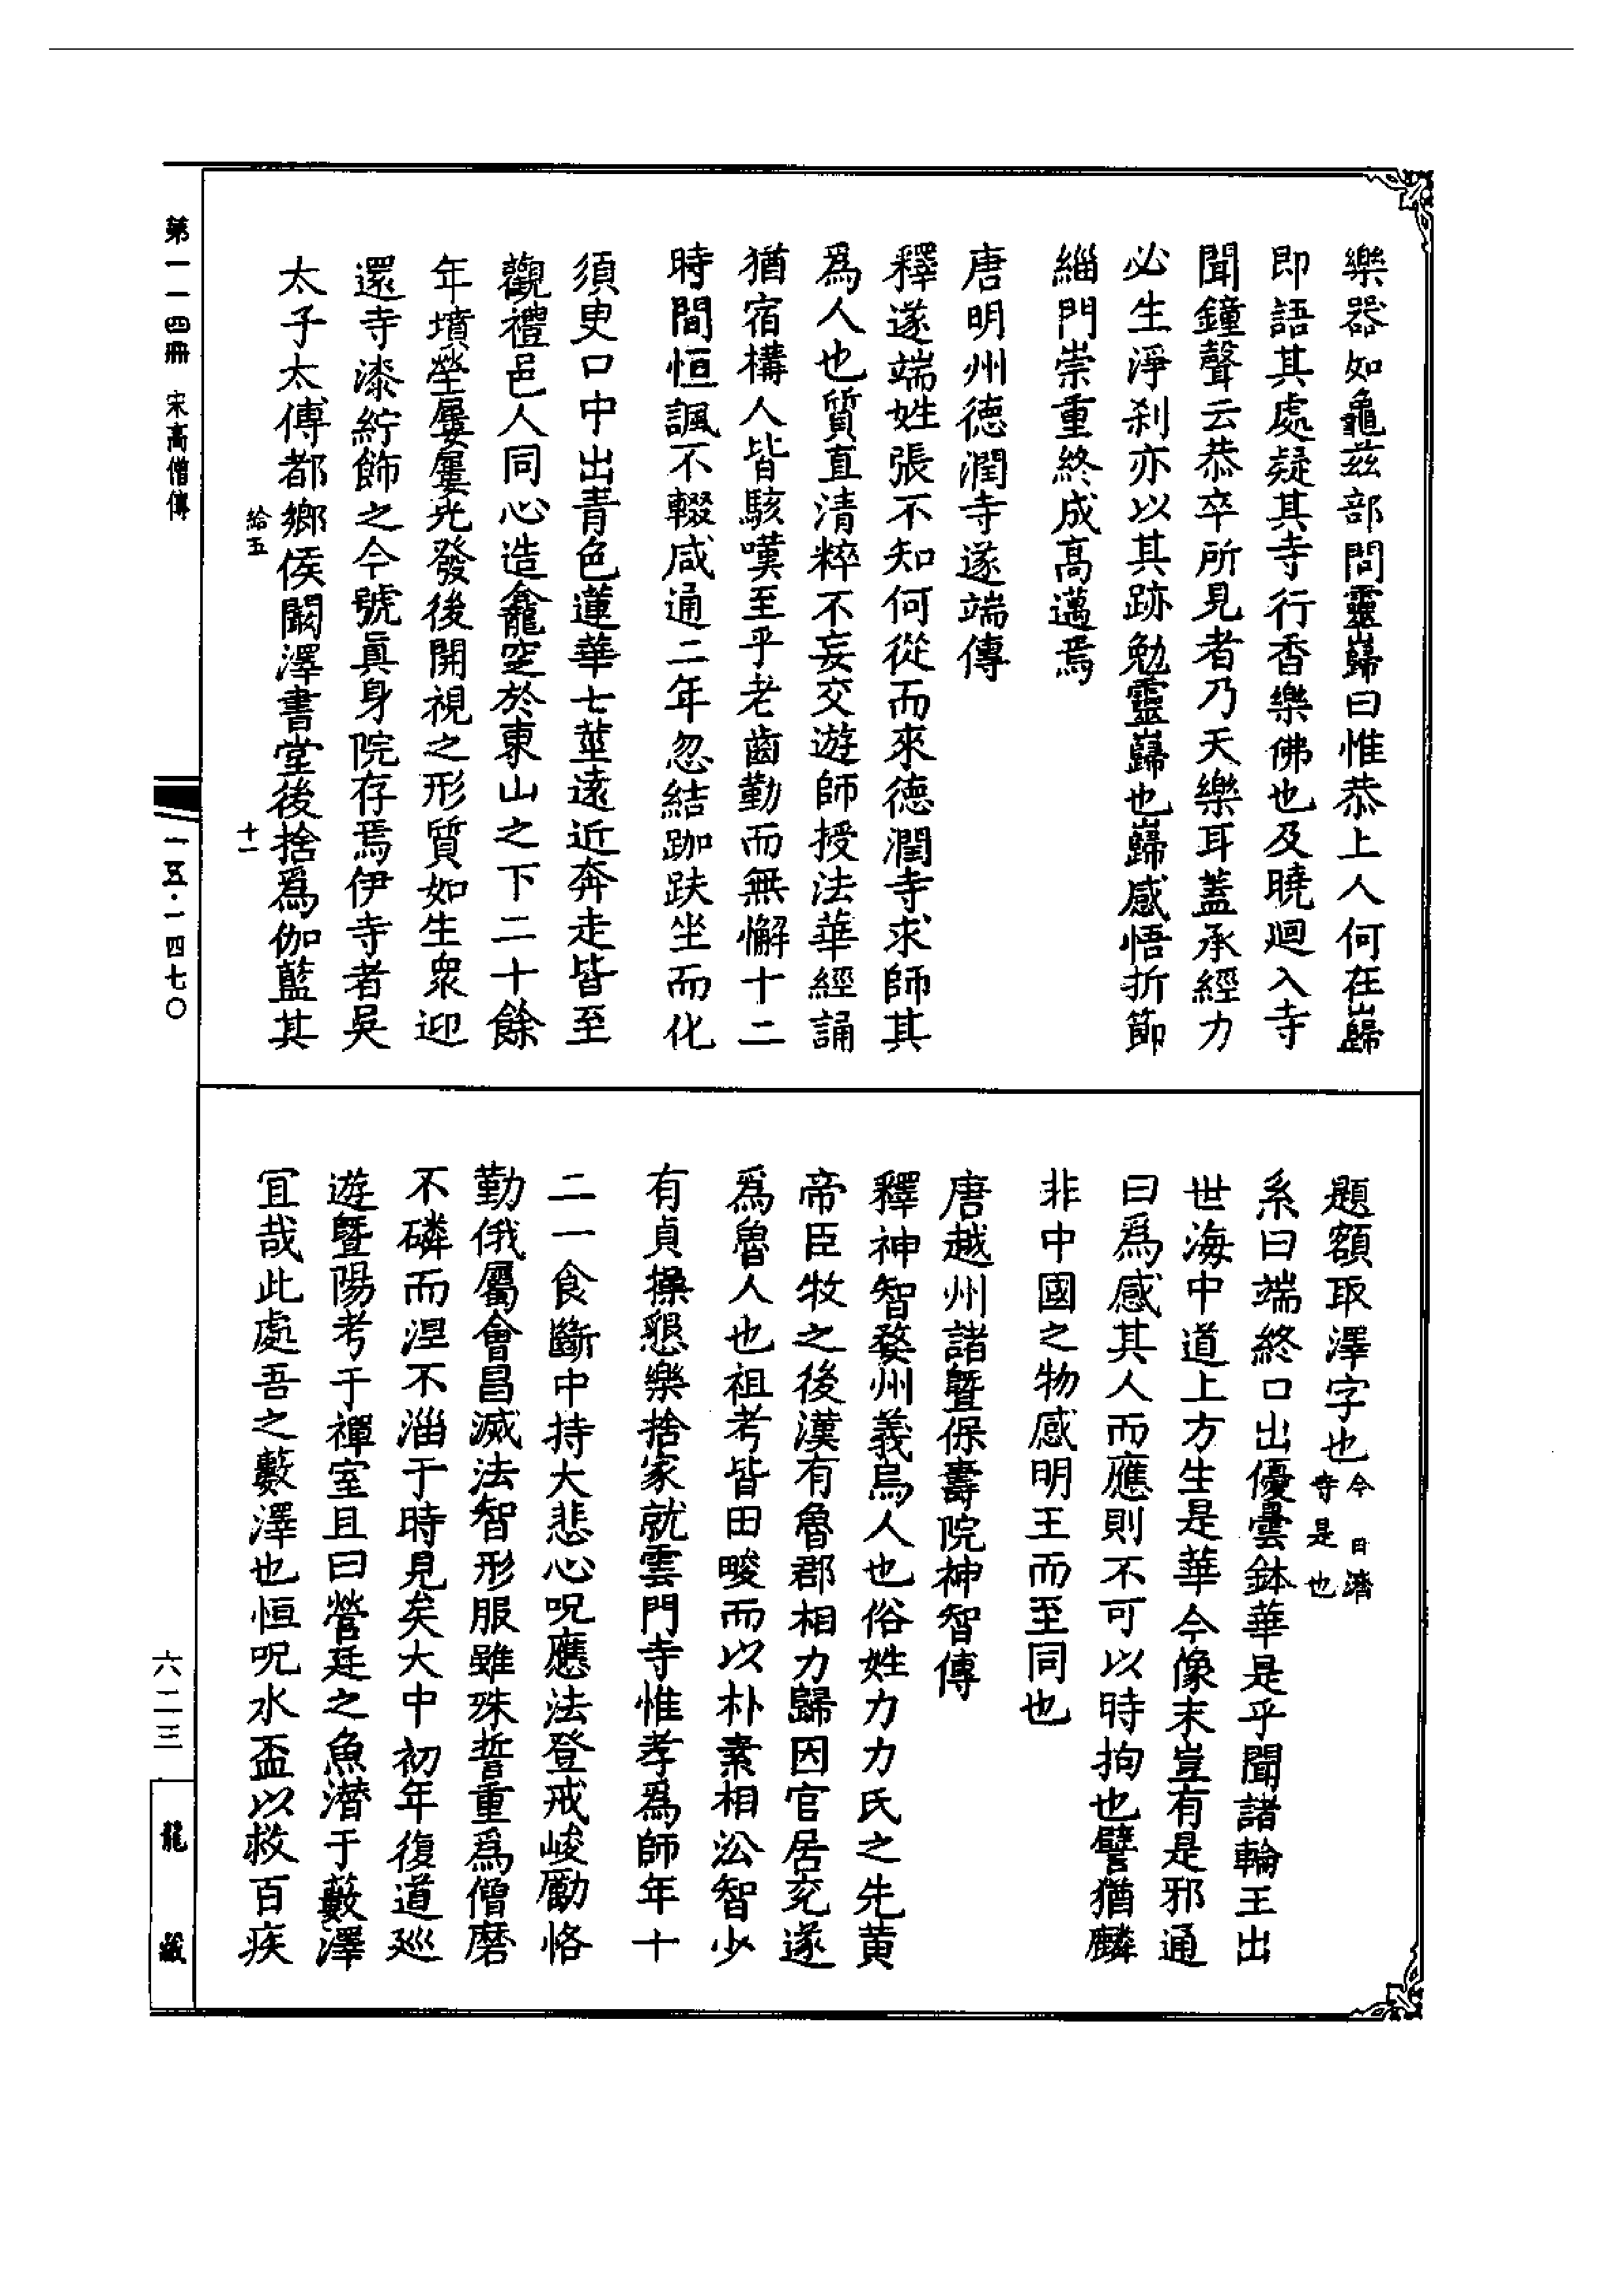 樂器如龜茲部問靈巋曰惟恭上人何在巋
即語其處疑其寺行香樂佛也及曉迴入寺
聞鐘聲云恭卒所見者乃天樂耳蓋承經力
必生淨刹亦以其跡勉靈巋也巋感悟折節
緇門崇重終成高邁焉
唐明州德潤寺遂端傳
釋遂端姓張不知何從而來德潤寺求師其
爲人也質直清粹不妄交遊師授法華經誦
猶宿構人皆駭嘆至乎老齒勤而無懈十二
時間恒諷不輟咸通二年忽結跏趺坐而化
須臾口中出青色蓮華七莖遠近奔走皆至
觀禮邑人同心造龕窆於東山之下二十餘
年墳塋屢屢光發後開視之形質如生衆迎
還寺漆紵飾之今號眞身院存焉伊寺者吳
太子太傅都鄉侯闞澤書堂後捨爲伽藍其
給五
十一
題額取澤字也今日濟寺是也
系曰端終口出優曇鉢華是乎聞諸輪王出
世海中道上方生是華今像末豈有是邪通
曰爲感其人而應則不可以時拘也譬猶麟
非中國之物感明王而至同也
唐越州諸曁保壽院神智傳
釋神智婺州義烏人也俗姓力力氏之先黄
帝臣牧之後漢有魯郡相力歸因官居兖遂
爲魯人也祖考皆田畯而以朴素相沿智少
有貞操懇樂捨家就雲門寺惟孝爲師年十
二一食斷中持大悲心呪應法登戒峻勵恪
勤俄屬會昌滅法智形服雖殊誓重爲僧磨
不磷而涅不淄于時見矣大中初年復道巡
遊曁陽考于禪室且曰營廷之魚潛于藪澤
宜哉此處吾之藪澤也恒呪水盃以救百疾
第一一四冊 宋高僧傳
一五·一四七〇
六二三
龍藏